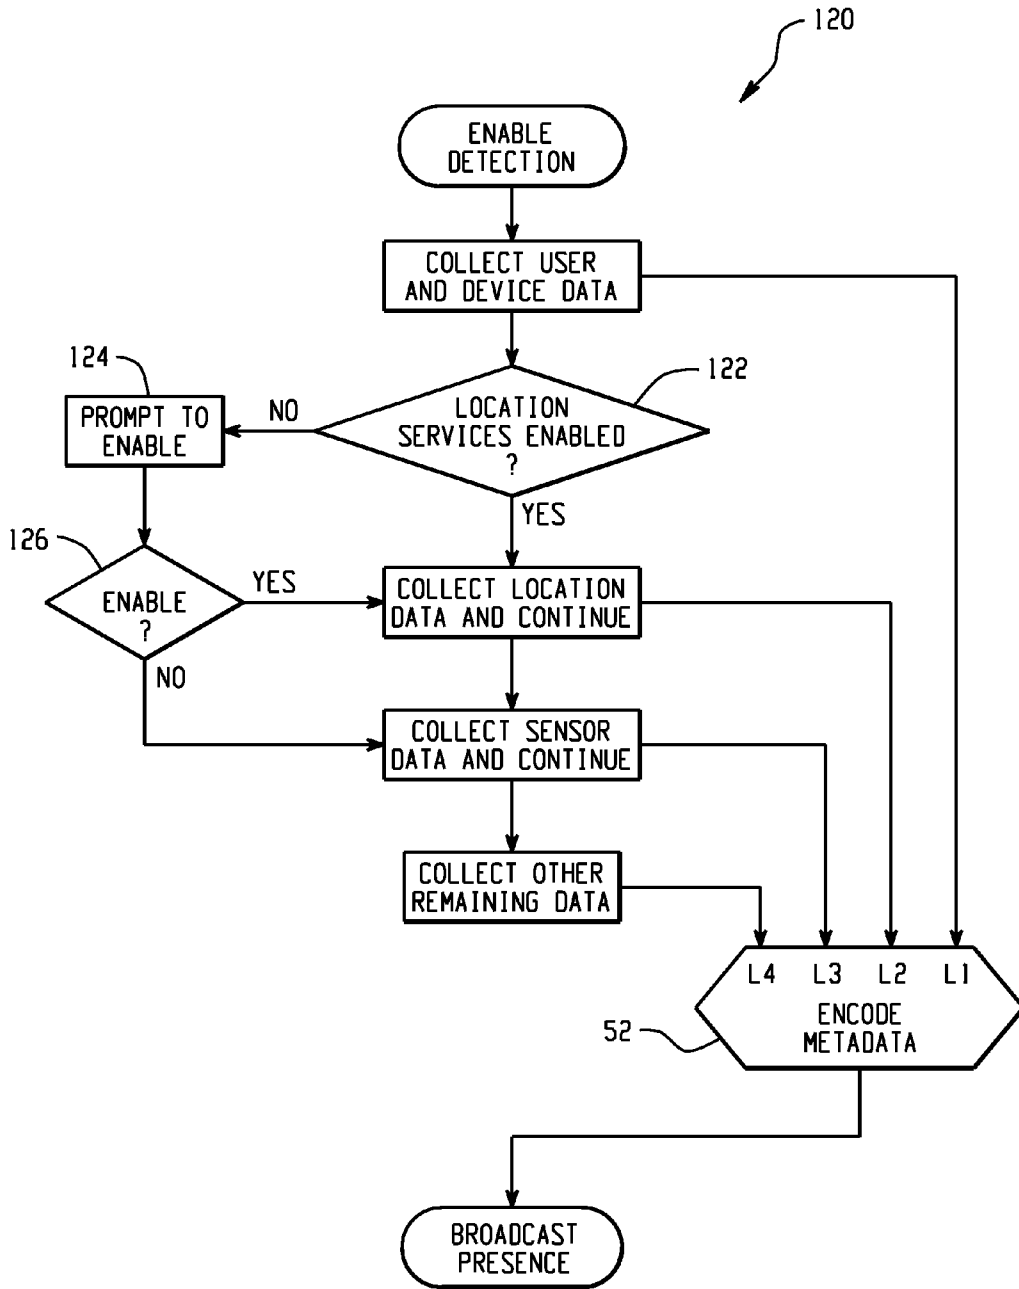 120
ENABLE
DETECTION
COLLECT USER
AND DEVICE DATA
124
122
PROMPT TO
ENABLE
NO
LOCATION
SERVICES ENABLED
?
YES
126
ENABLE
?
YES
COLLECT LOCATION
DATA AND CONTINUE
NO
COLLECT SENSOR
DATA AND CONTINUE
COLLECT OTHER
REMAINING DATA
L4 L3 L2 L1
ENCODE
METADATA
52
BROADCAST
PRESENCE